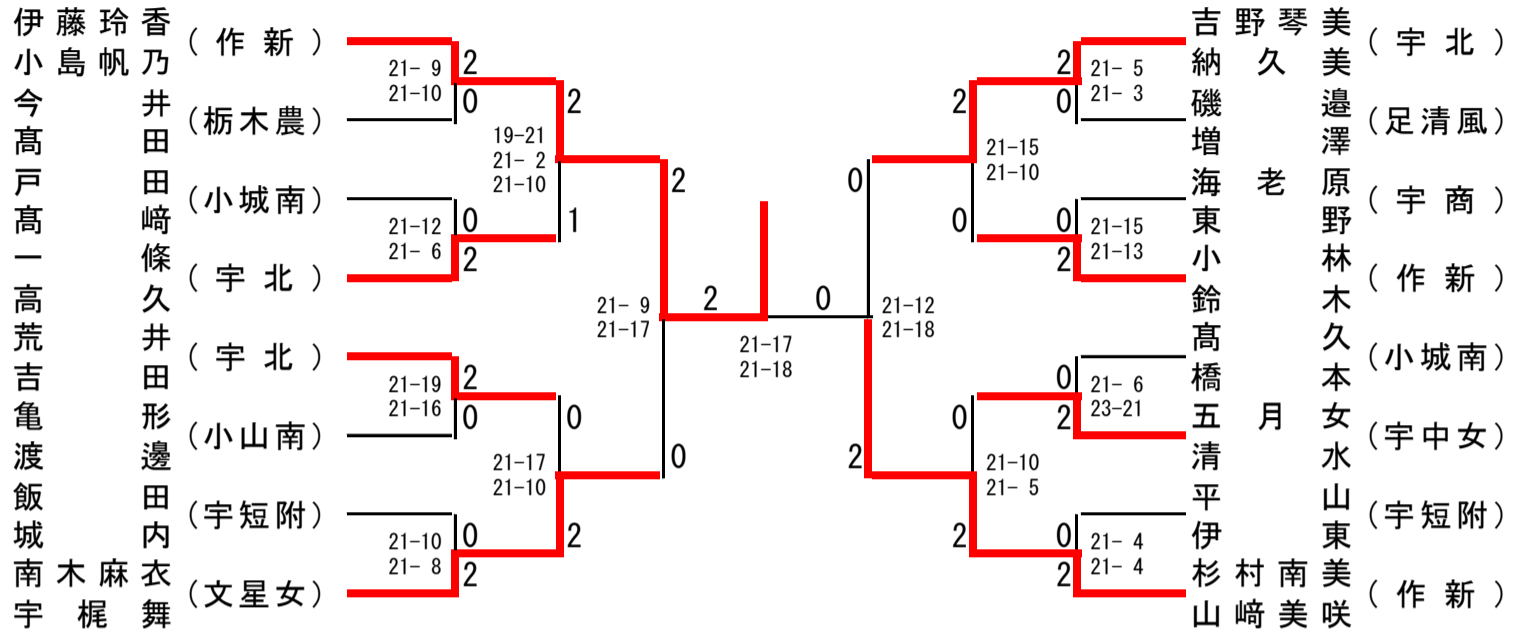 伊藤玲香
小島帆乃
(作新)
今井
髙田
(栃木農)
戸田
髙﨑
(小城南)
一條
高久
(宇北)
荒井
吉田
(宇北)
亀形
渡邊
(小山南)
飯田
城内
(宇短附)
南木麻衣
宇梶舞
(文星女)
21- 9
21-10
2
0
21-12
21- 6
0
2
21-19
21-16
2
0
21-10
21- 8
0
2
19-21
21- 2
21-10
2
1
21-17
21-10
0
2
21- 9
21-17
2
0
2
0
21-17
21-18
21-12
21-18
0
2
21-15
21-10
2
0
21-10
21- 5
0
2
2
0
21- 5
21- 3
0
2
21-15
21-13
0
2
21- 6
23-21
0
2
21- 4
21- 4
吉野琴美
納久美
(宇北)
磯邉
増澤
(足清風)
海老原
東野
(宇商)
小林
鈴木
(作新)
髙久
橋本
(小城南)
五月女
清水
(宇中女)
平山
伊東
(宇短附)
杉村南美
山﨑美咲
(作新)